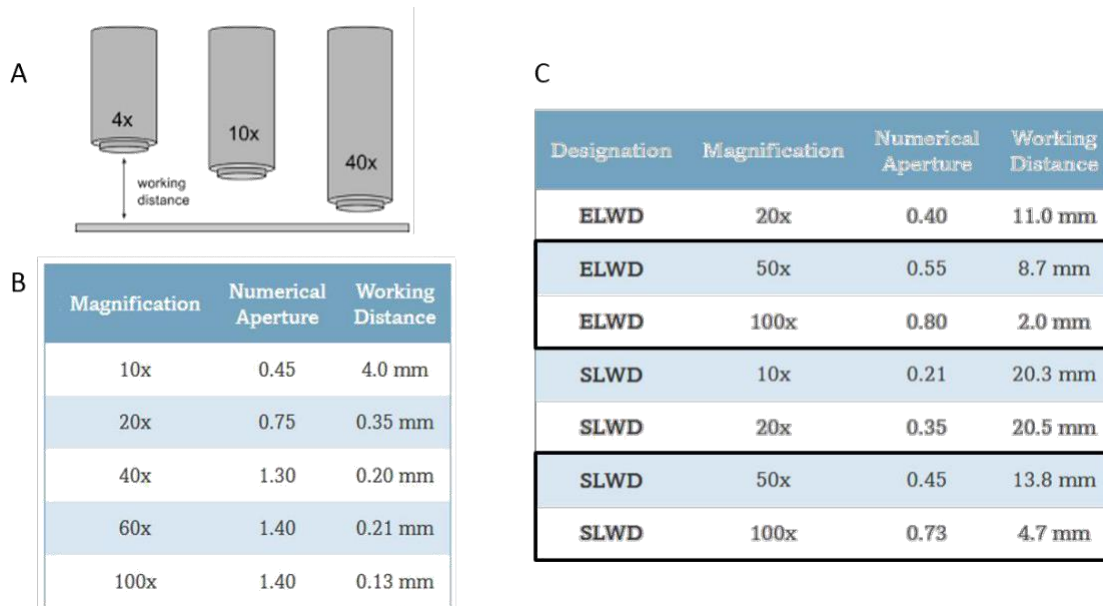 A
4x
10x
40x
working
distance
B
Magnification Numerical Aperture Working Distance
10x 0.45 4.0 mm
20x 0.75 0.35 mm
40x 1.30 0.20 mm
60x 1.40 0.21 mm
100x 1.40 0.13 mm
C
Designation Magnification Numerical Aperture Working Distance
ELWD 20x 0.40 11.0 mm
ELWD 50x 0.55 8.7 mm
ELWD 100x 0.80 2.0 mm
SLWD 10x 0.21 20.3 mm
SLWD 20x 0.35 20.5 mm
SLWD 50x 0.45 13.8 mm
SLWD 100x 0.73 4.7 mm